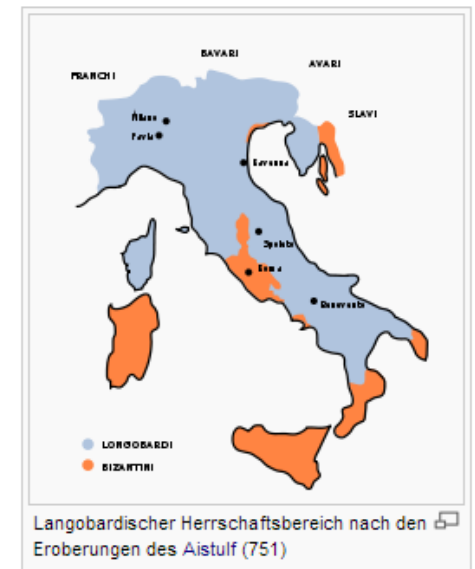 BAVARI
AVARI
FRANCHI
SLAVI
Milano
Pavia
Ravenna
Spoleto
Roma
Benevento
LONGOBARDI
BIZANTINI
Langobardischer Herrschaftsbereich nach den
Eroberungen des Aistulf (751)